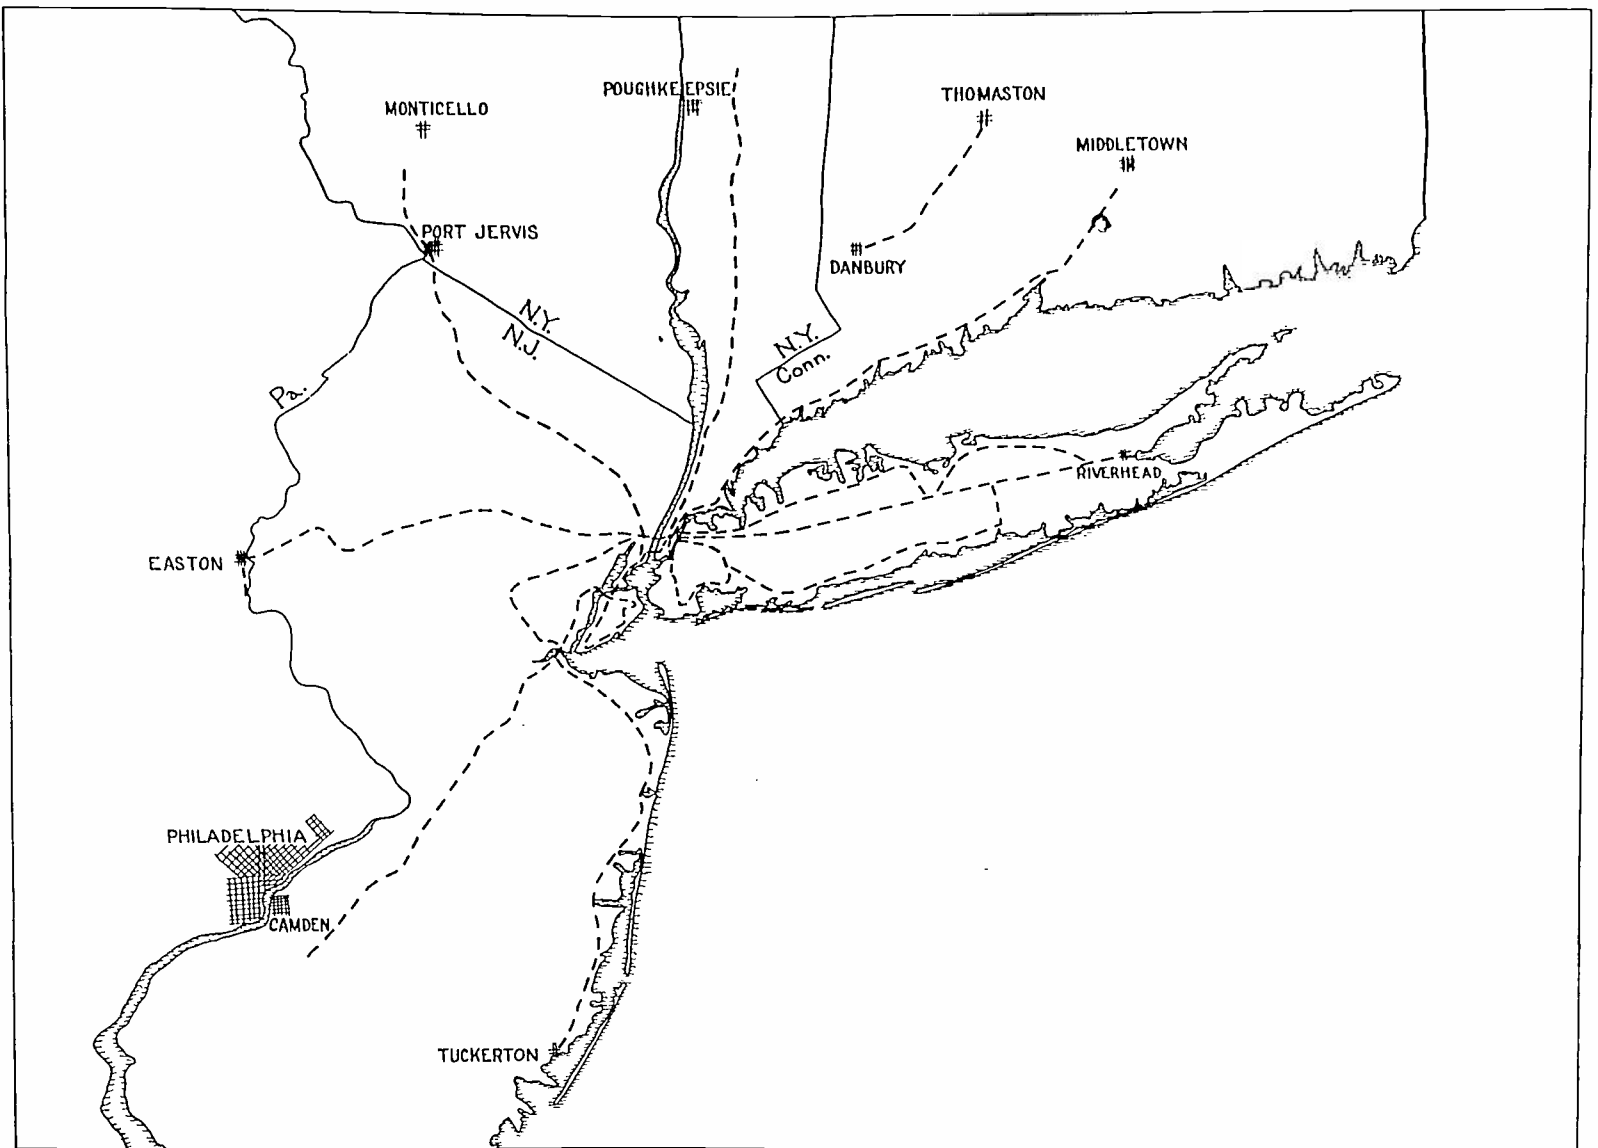 POUGHKEEPSIE
THOMASTON
MONTICELLO
MIDDLETOWN
PORT JERVIS
DANBURY
N.Y.
N.J.
N.Y.
Conn.
Pa.
RIVERHEAD
EASTON
PHILADELPHIA
CAMDEN
TUCKERTON